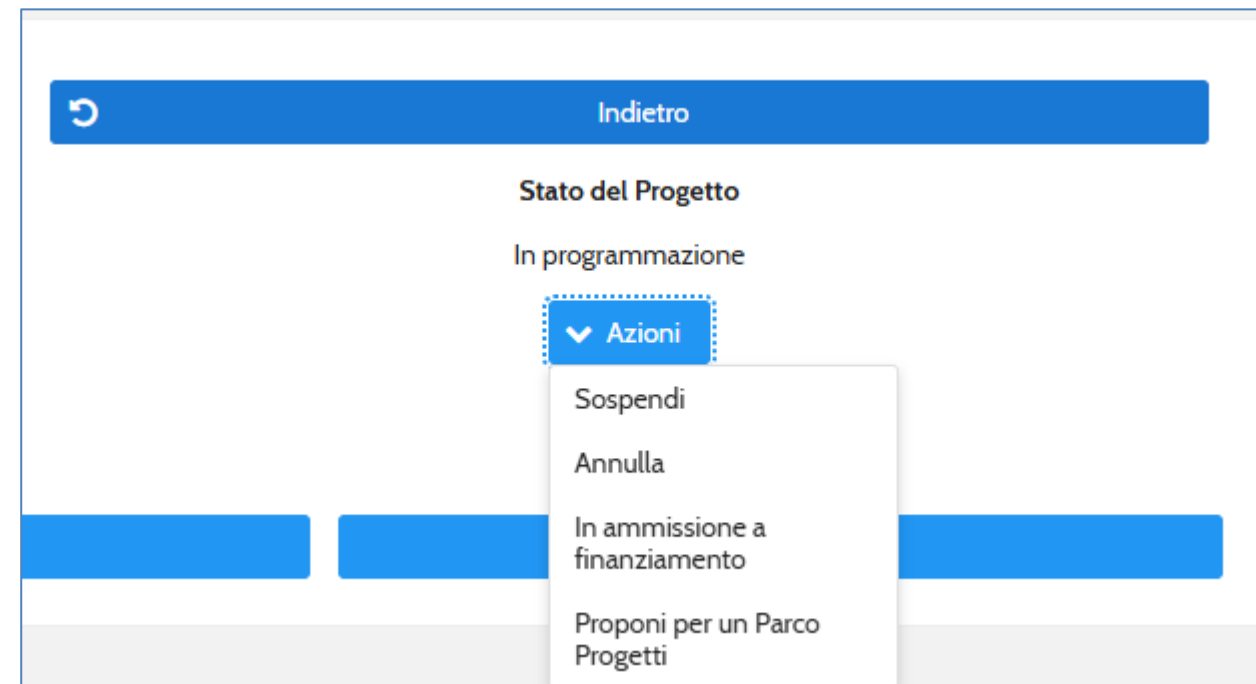 Indietro
Stato del Progetto
In programmazione
Azioni
Sospendi
Annulla
In ammissione a
finanziamento
Proponi per un Parco
Progetti